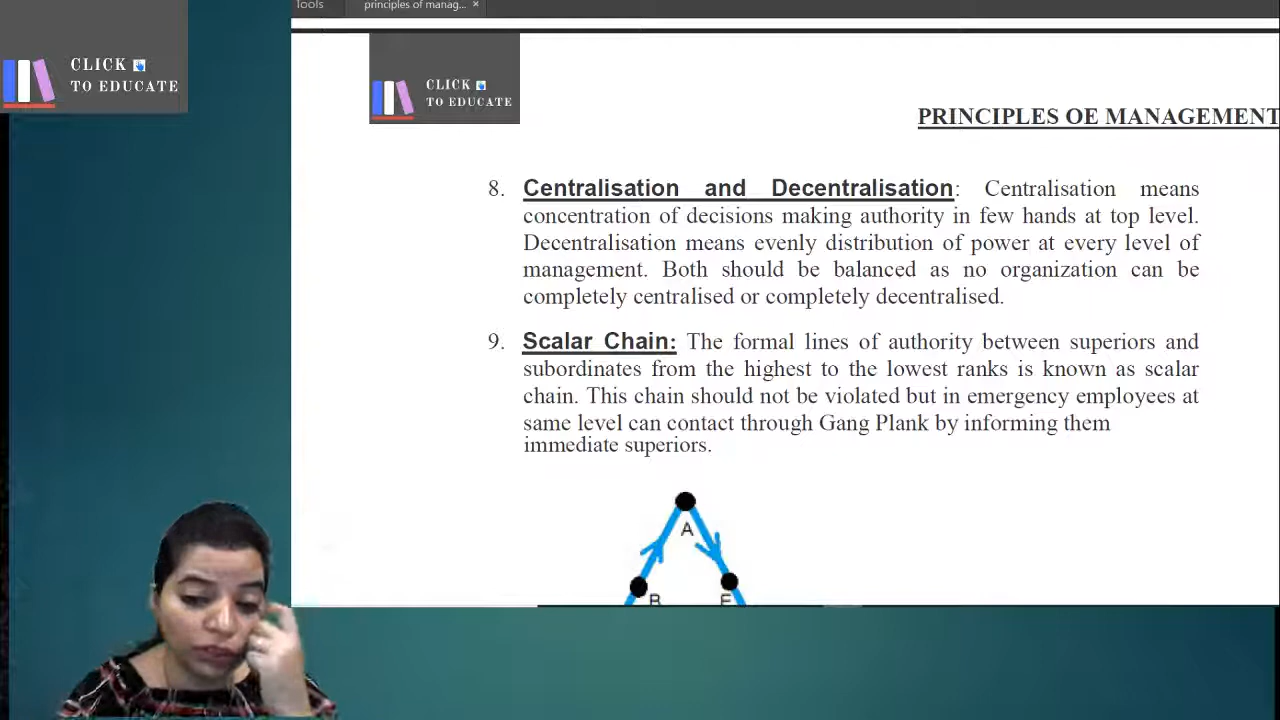 Tools
principles of manag... ×
CLICK
TO EDUCATE
CLICK
TO EDUCATE
PRINCIPLES OE MANAGEMENT
8. Centralisation and Decentralisation: Centralisation means
concentration of decisions making authority in few hands at top level.
Decentralisation means evenly distribution of power at every level of
management. Both should be balanced as no organization can be
completely centralised or completely decentralised.
9. Scalar Chain: The formal lines of authority between superiors and
subordinates from the highest to the lowest ranks is known as scalar
chain. This chain should not be violated but in emergency employees at
same level can contact through Gang Plank by informing them
immediate superiors.
A
B